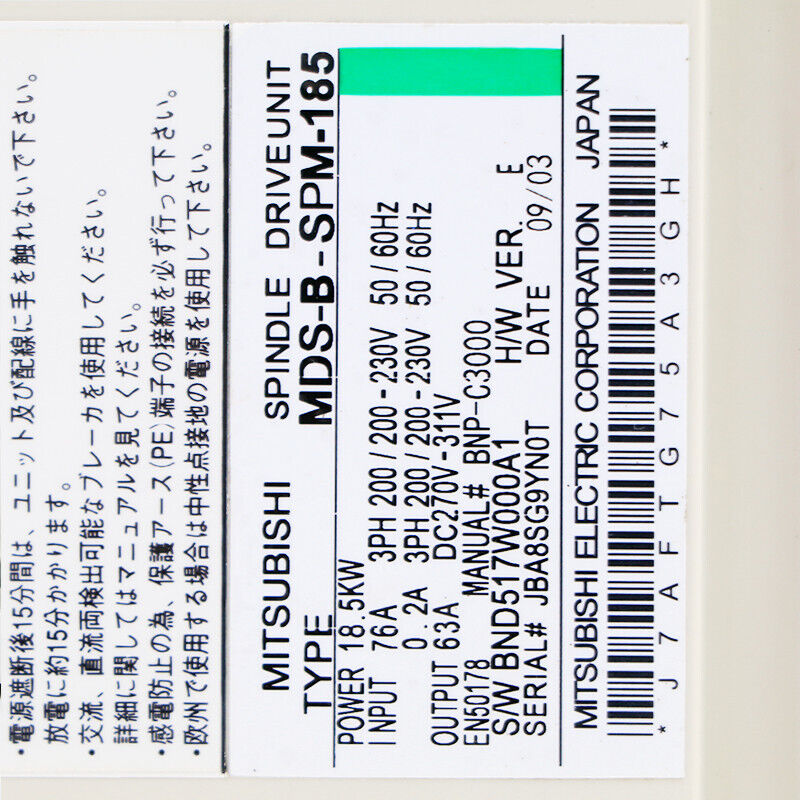 ・電源遮断後15分間は、ユニット及び配線に手を触れないで下さい。
放電に約15分かかります。
・交流、直流両検出可能なブレーカを使用してください。
詳細に関してはマニュアルを見てください。
・感電防止の為、保護アース(PE)端子の接続を必ず行って下さい。
・欧州で使用する場合は中性点接地の電源を使用して下さい。
MITSUBISHI SPINDLE DRIVE UNIT
TYPE MDS-B-SPM-185
POWER 18.5KW
INPUT 76A 3PH 200/200-230V 50/60Hz
0.2A 3PH 200/200-230V 50/60Hz
OUTPUT 63A DC270V-311V
EN50178 MANUAL# BNP-C3000
S/W BND517W000A1 H/W VER. E
SERIAL# JBA8SG9YN0T DATE 09/03
MITSUBISHI ELECTRIC CORPORATION JAPAN
* J 7 A F T G 7 5 A 3 G H *